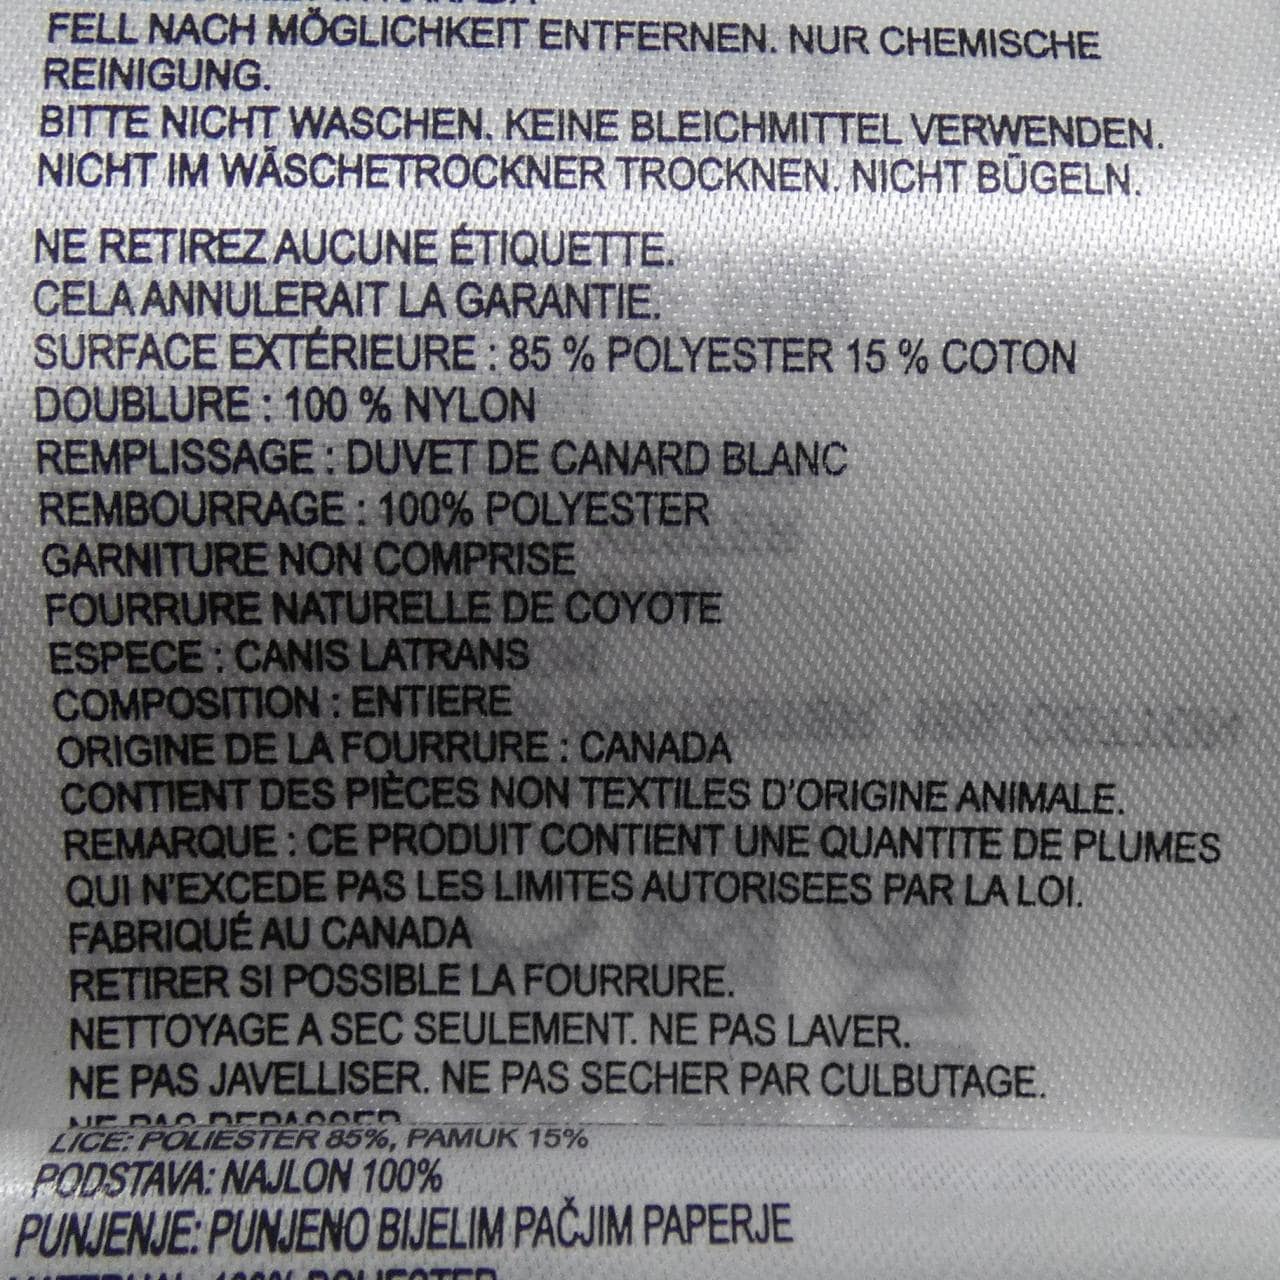 FELL NACH MÖGLICHKEIT ENTFERNEN. NUR CHEMISCHE
REINIGUNG.
BITTE NICHT WASCHEN. KEINE BLEICHMITTEL VERWENDEN.
NICHT IM WÄSCHETROCKNER TROCKNEN. NICHT BÜGELN.
NE RETIREZ AUCUNE ÉTIQUETTE.
CELA ANNULERAIT LA GARANTIE.
SURFACE EXTÉRIEURE : 85 % POLYESTER 15 % COTON
DOUBLURE : 100 % NYLON
REMPLISSAGE : DUVET DE CANARD BLANC
REMBOURRAGE : 100% POLYESTER
GARNITURE NON COMPRISE
FOURRURE NATURELLE DE COYOTE
ESPECE : CANIS LATRANS
COMPOSITION : ENTIERE
ORIGINE DE LA FOURRURE : CANADA
CONTIENT DES PIÈCES NON TEXTILES D'ORIGINE ANIMALE.
REMARQUE : CE PRODUIT CONTIENT UNE QUANTITE DE PLUMES
QUI N'EXCEDE PAS LES LIMITES AUTORISEES PAR LA LOI.
FABRIQUÉ AU CANADA
RETIRER SI POSSIBLE LA FOURRURE.
NETTOYAGE A SEC SEULEMENT. NE PAS LAVER.
NE PAS JAVELLISER. NE PAS SECHER PAR CULBUTAGE.
NE PAS REPASSER
LICE: POLIESTER 85%, PAMUK 15%
PODSTAVA: NAJLON 100%
PUNJENJE: PUNJENO BIJELIM PAČJIM PAPERJE
MATERIJAL: 100% POLIESTER